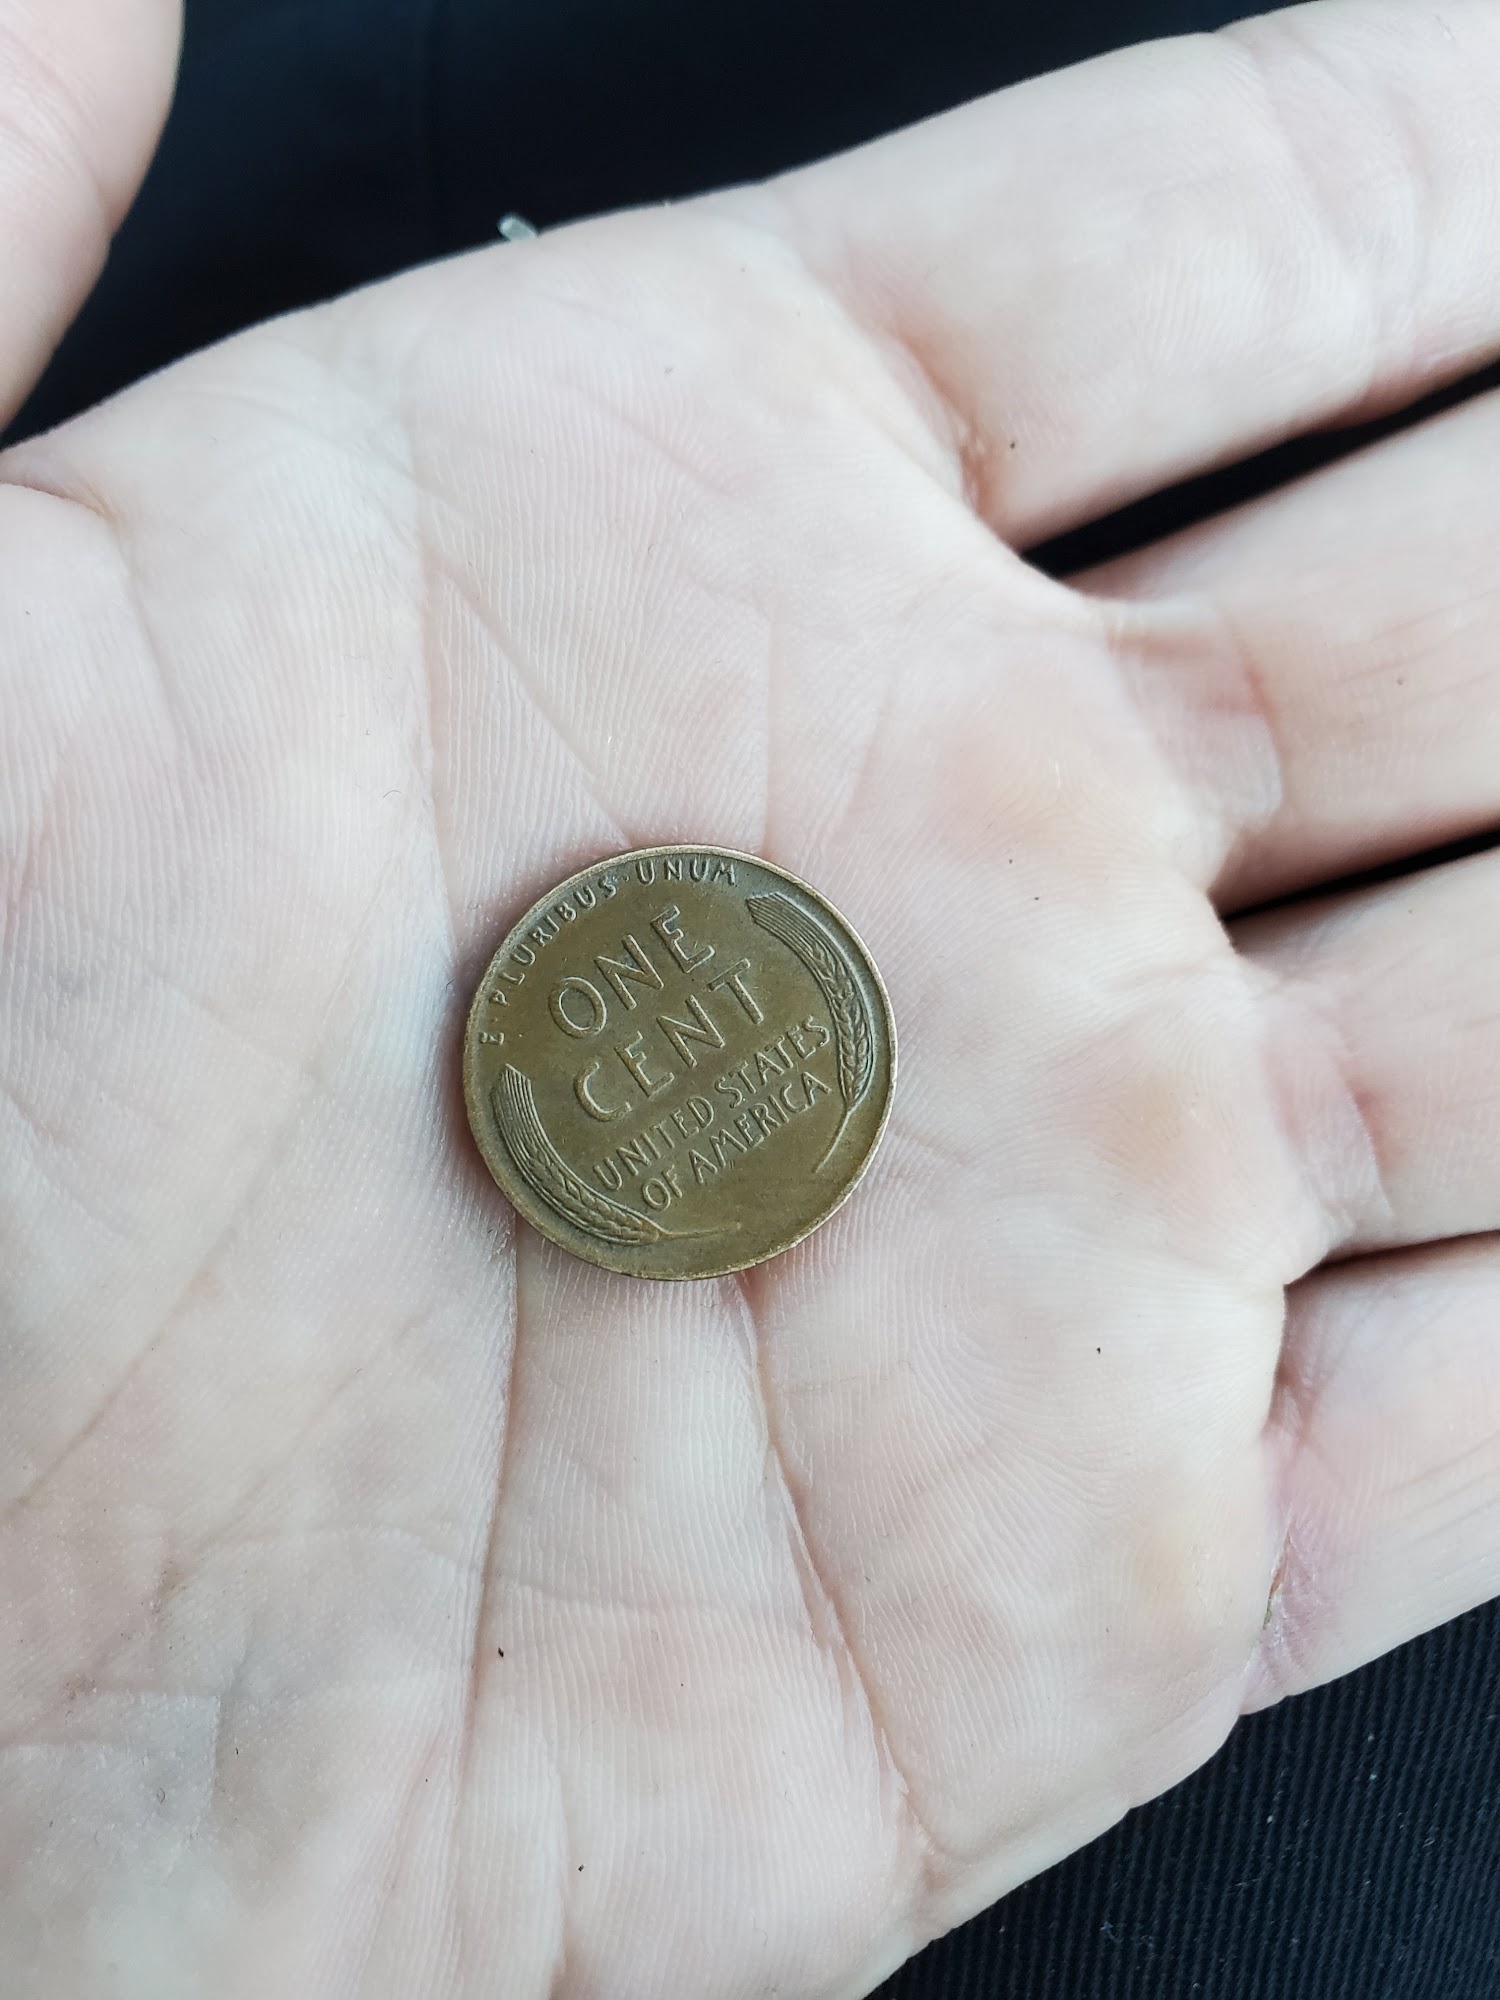 E·PLURIBUS·UNUM
ONE
CENT
UNITED STATES
OF AMERICA